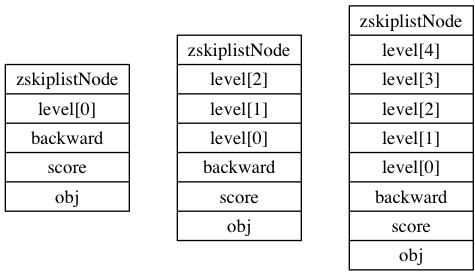 zskiplistNode
level[0]
backward
score
obj
zskiplistNode
level[2]
level[1]
level[0]
backward
score
obj
zskiplistNode
level[4]
level[3]
level[2]
level[1]
level[0]
backward
score
obj